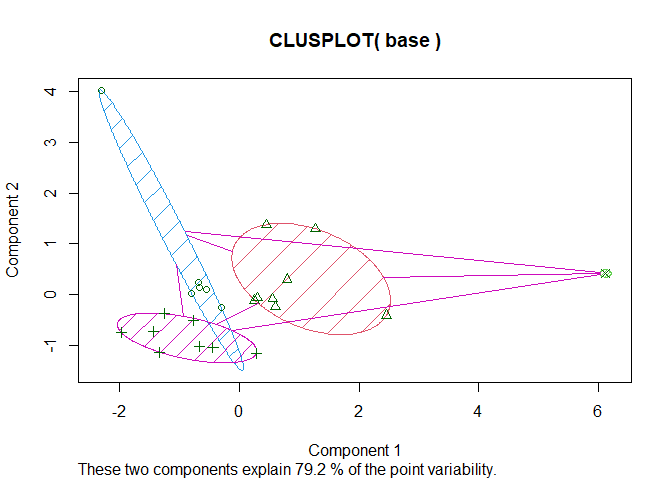 CLUSPLOT( base )
Component 2
4
3
2
1
0
-1
-2
0
2
4
6
Component 1
These two components explain 79.2 % of the point variability.